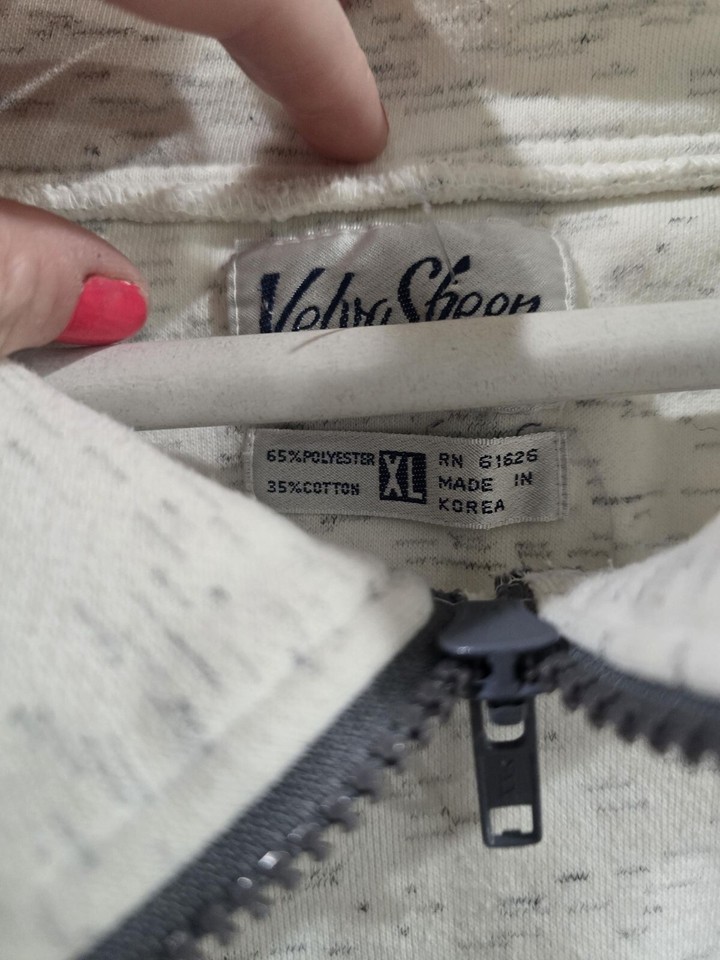 Velva Sheen
65%POLYESTER
35%COTTON
XL
RN 61626
MADE IN
KOREA